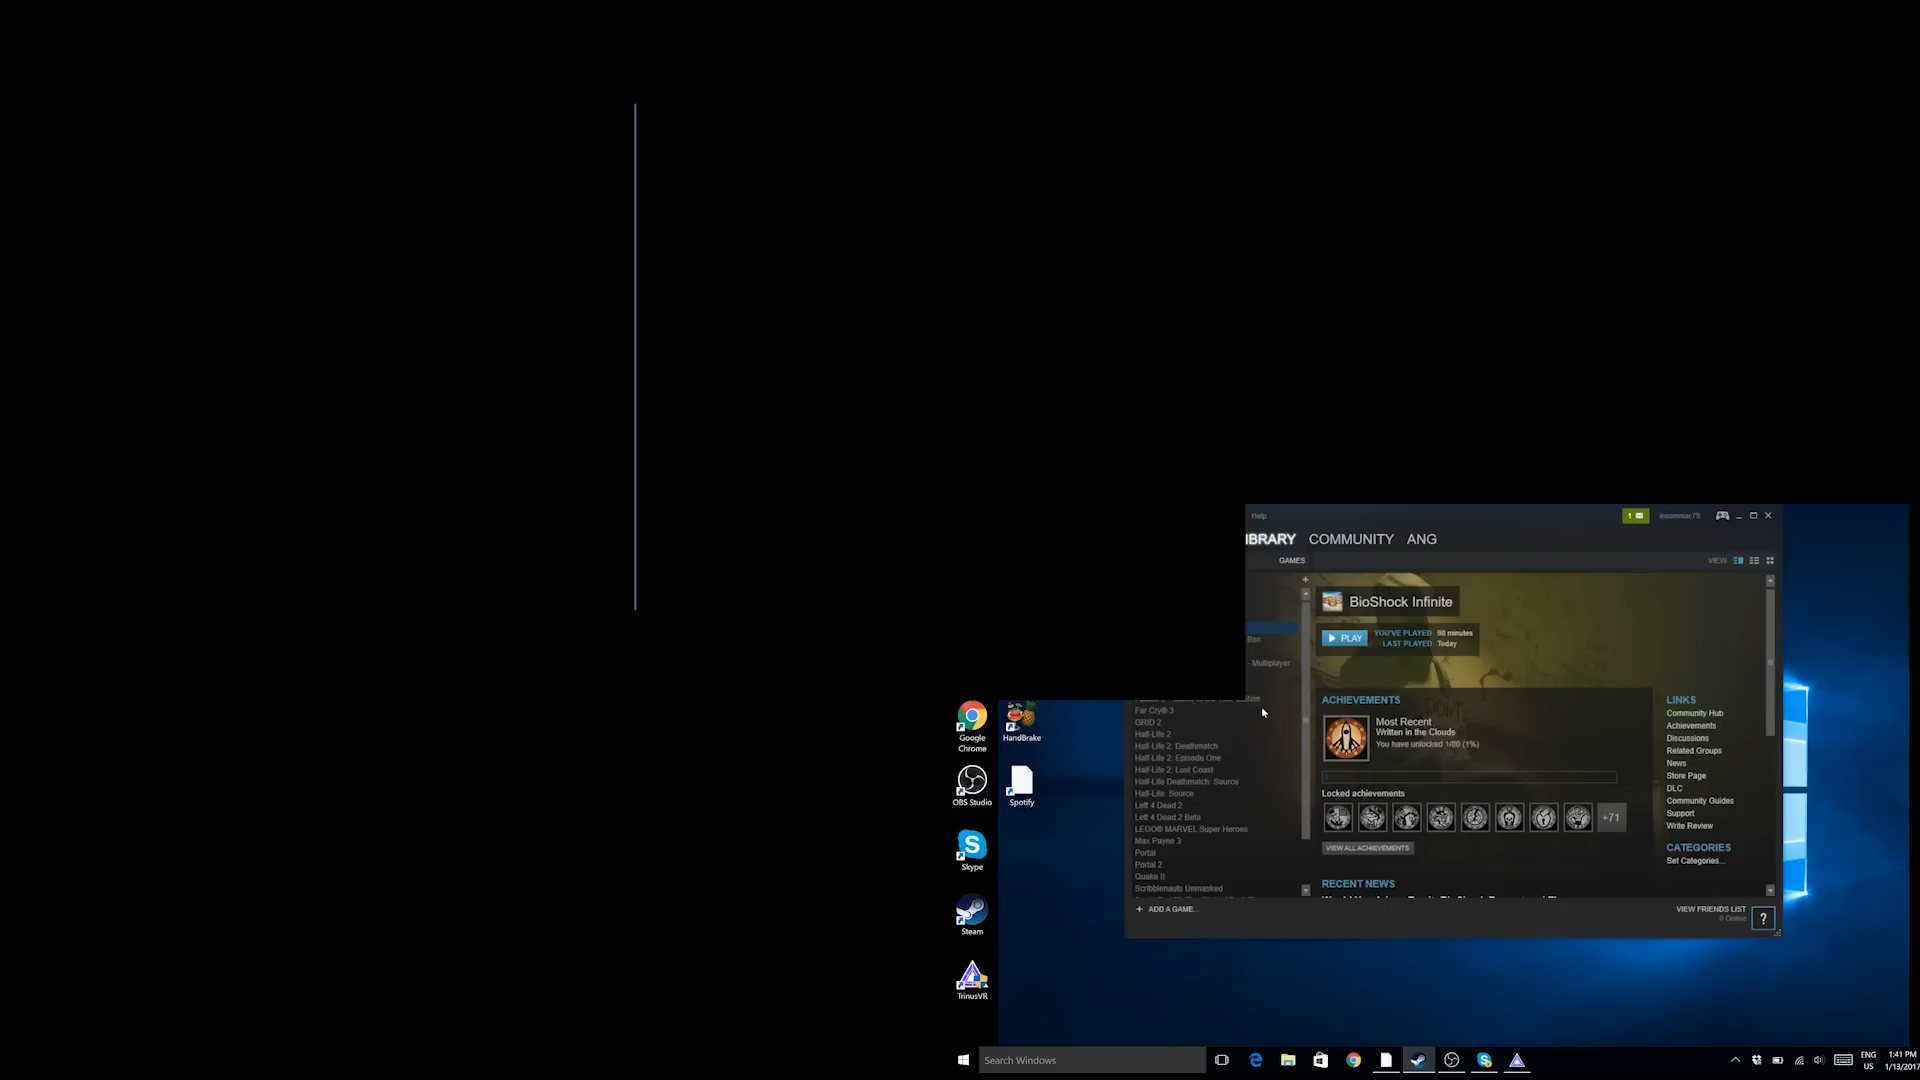 Help
1
insomniac79
IBRARY COMMUNITY ANG
GAMES
VIEW
BioShock Infinite
PLAY
YOU'VE PLAYED 96 minutes
LAST PLAYED Today
Box
- Multiplayer
Far Cry® 3
GRID 2
Half-Life 2
Half-Life 2: Deathmatch
Half-Life 2: Episode One
Half-Life 2: Lost Coast
Half-Life Deathmatch: Source
Half-Life: Source
Left 4 Dead 2
Left 4 Dead 2 Beta
LEGO® MARVEL Super Heroes
Max Payne 3
Portal
Portal 2
Quake II
Scribblenauts Unmasked
ACHIEVEMENTS
Most Recent
Written in the Clouds
You have unlocked 1/80 (1%)
Locked achievements
+71
VIEW ALL ACHIEVEMENTS
RECENT NEWS
LINKS
Community Hub
Achievements
Discussions
Related Groups
News
Store Page
DLC
Community Guides
Support
Write Review
CATEGORIES
Set Categories...
+ ADD A GAME...
VIEW FRIENDS LIST
0 Online
?
Google
Chrome
HandBrake
OBS Studio
Spotify
Skype
Steam
TrinusVR
Search Windows
ENG
US
1:41 PM
1/13/2017